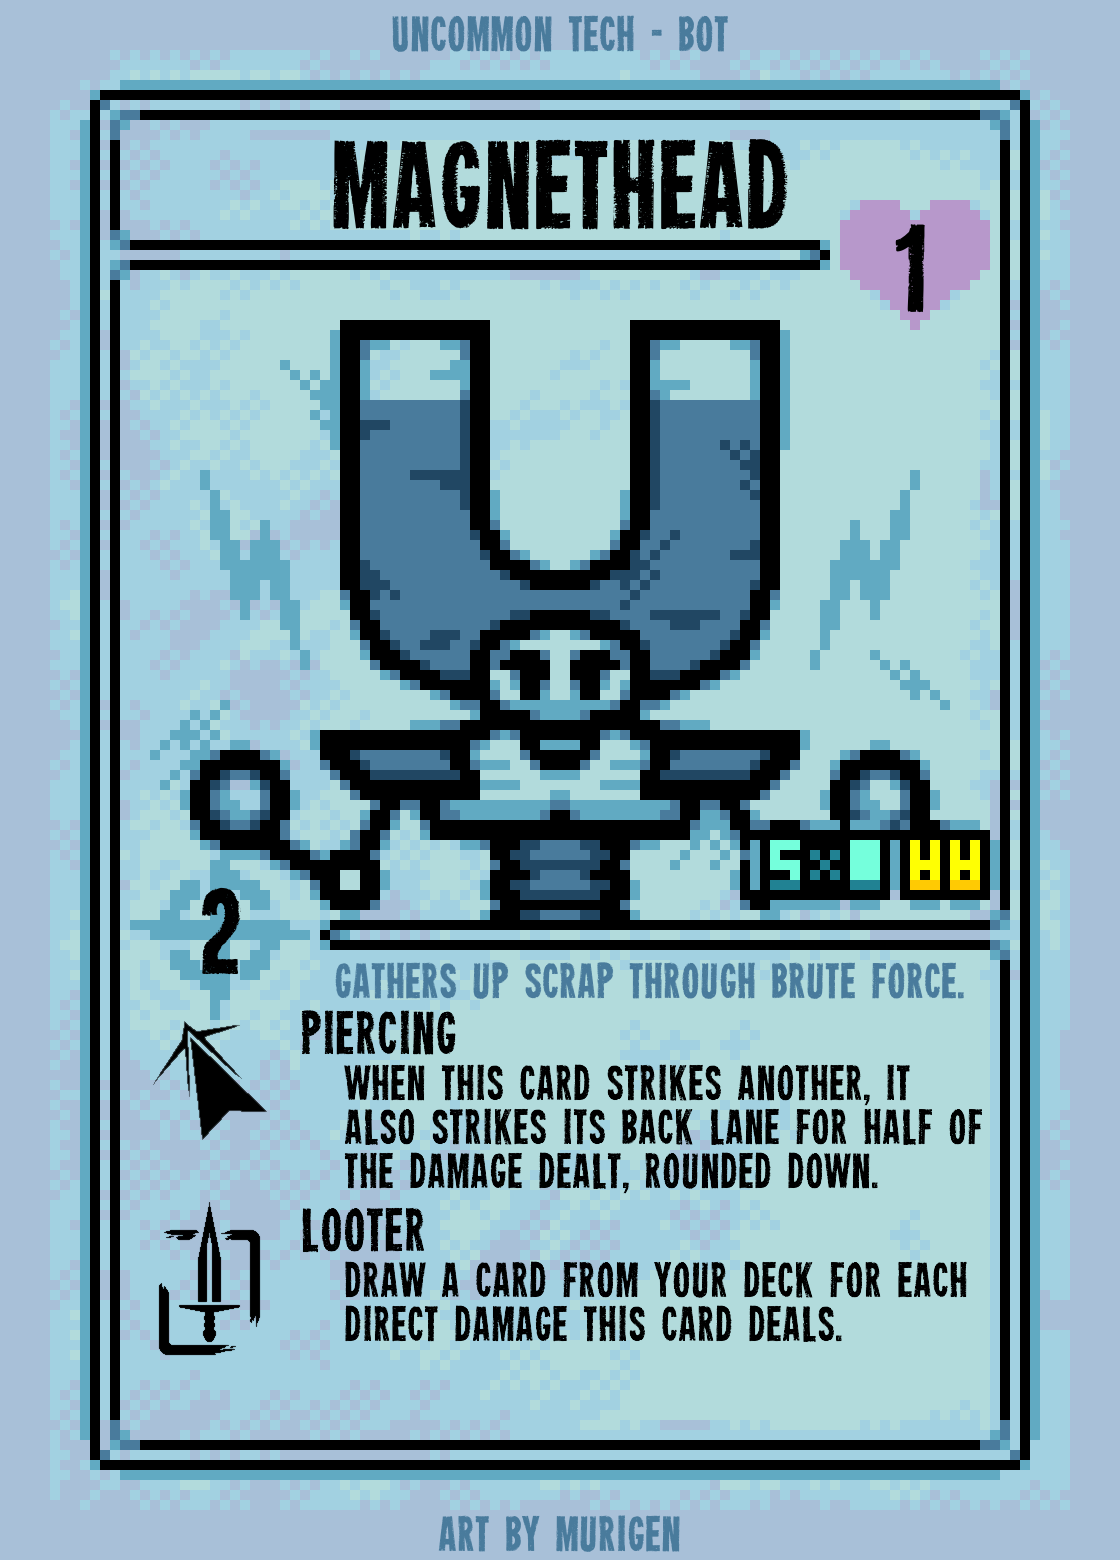 UNCOMMON TECH - BOT
MAGNETHEAD
1
2
GATHERS UP SCRAP THROUGH BRUTE FORCE.
PIERCING
WHEN THIS CARD STRIKES ANOTHER, IT
ALSO STRIKES ITS BACK LANE FOR HALF OF
THE DAMAGE DEALT, ROUNDED DOWN.
LOOTER
DRAW A CARD FROM YOUR DECK FOR EACH
DIRECT DAMAGE THIS CARD DEALS.
ART BY MURIGEN